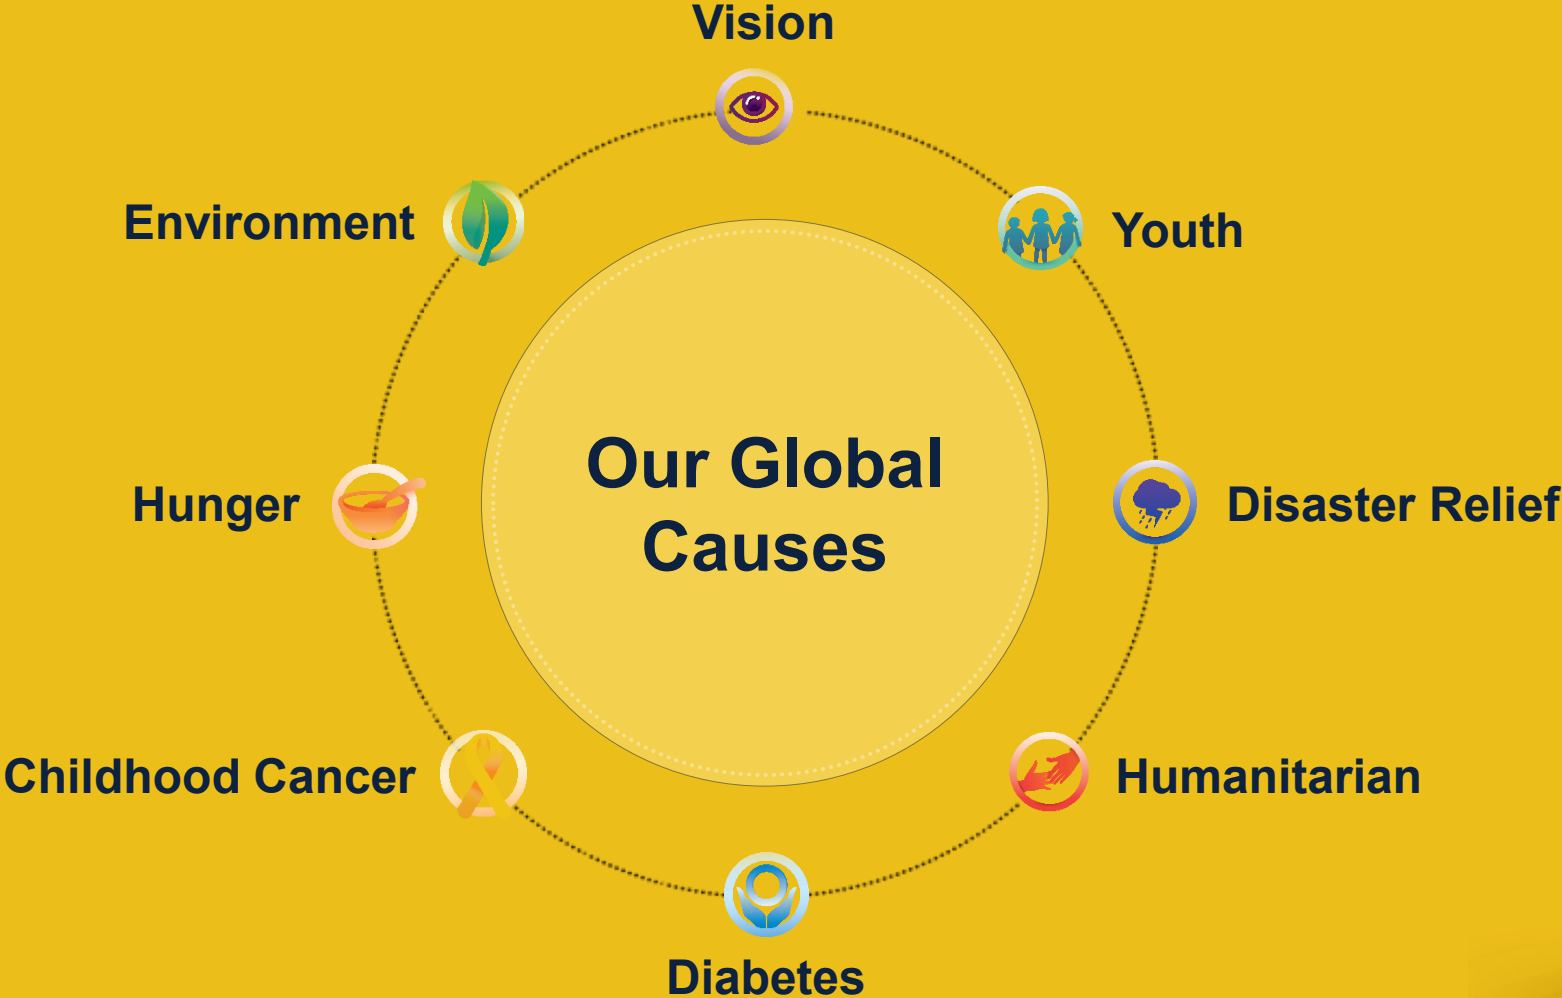 Vision
Environment
Youth
Our Global
Causes
Hunger
Disaster Relief
Childhood Cancer
Humanitarian
Diabetes